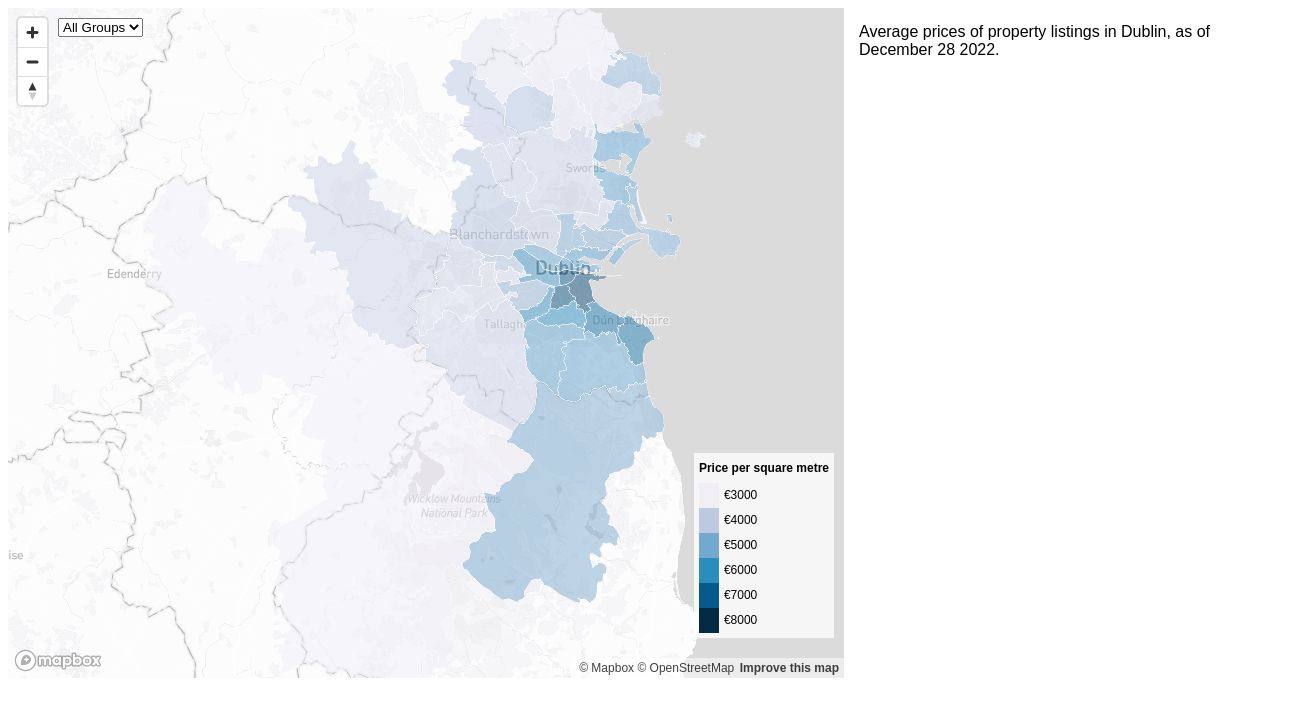 All Groups
Average prices of property listings in Dublin, as of
December 28 2022.
Swords
Blanchardstown
Dublin
Edenderry
Tallagh
Dún Laoghaire
Wicklow Mountains
National Park
ise
Price per square metre
€3000
€4000
€5000
€6000
€7000
€8000
mapbox
© Mapbox © OpenStreetMap Improve this map